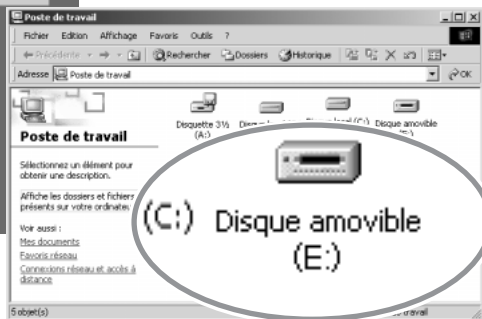 Poste de travail
Fichier Edition Affichage Favoris Outils ?
Précédente Rechercher Dossiers Historique
Adresse Poste de travail OK
Poste de travail
Sélectionnez un élément pour
obtenir une description.
Affiche les dossiers et fichiers
présents sur votre ordinateur
Voir aussi :
Mes documents
Favoris réseau
Connexions réseau et accès à
distance
Disquette 3½
(A:)
Disque amovible
(C:) Disque amovible
(E:)
5 objet(s)
travail